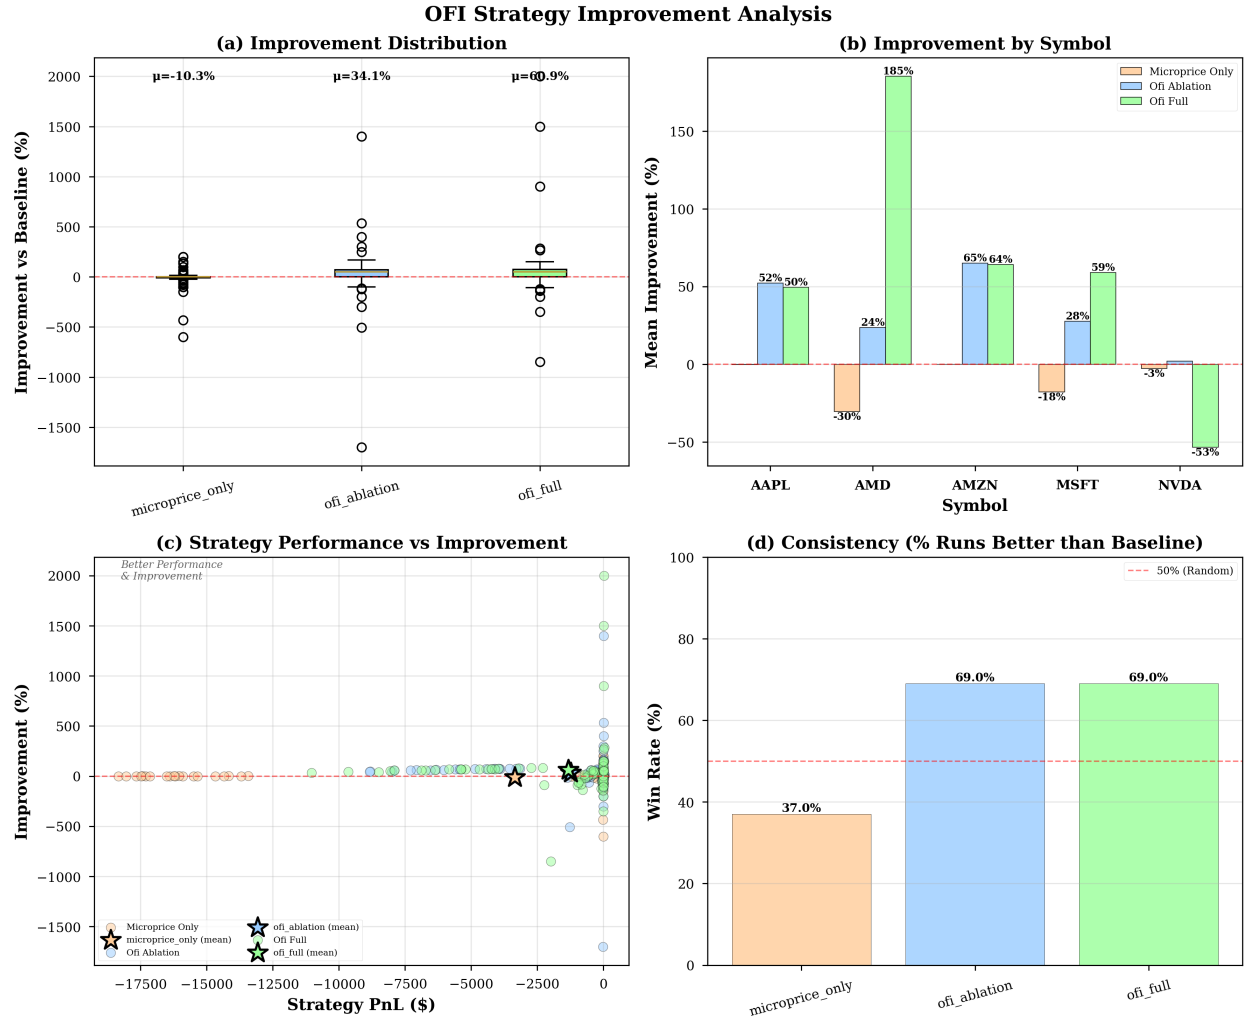 OFI Strategy Improvement Analysis
(a) Improvement Distribution
Improvement vs Baseline (%)
2000
1500
1000
500
0
−500
−1000
−1500
μ=-10.3%
μ=34.1%
μ=60.9%
microprice_only
ofi_ablation
ofi_full
(b) Improvement by Symbol
Mean Improvement (%)
150
100
50
0
−50
52%
50%
-30%
24%
185%
65%
64%
-18%
28%
59%
-3%
-53%
Microprice Only
Ofi Ablation
Ofi Full
AAPL
AMD
AMZN
MSFT
NVDA
Symbol
(c) Strategy Performance vs Improvement
Better Performance
& Improvement
Improvement (%)
2000
1500
1000
500
0
−500
−1000
−1500
Microprice Only
microprice_only (mean)
Ofi Ablation
ofi_ablation (mean)
Ofi Full
ofi_full (mean)
−17500
−15000
−12500
−10000
−7500
−5000
−2500
0
Strategy PnL ($)
(d) Consistency (% Runs Better than Baseline)
Win Rate (%)
100
80
60
40
20
0
50% (Random)
37.0%
69.0%
69.0%
microprice_only
ofi_ablation
ofi_full